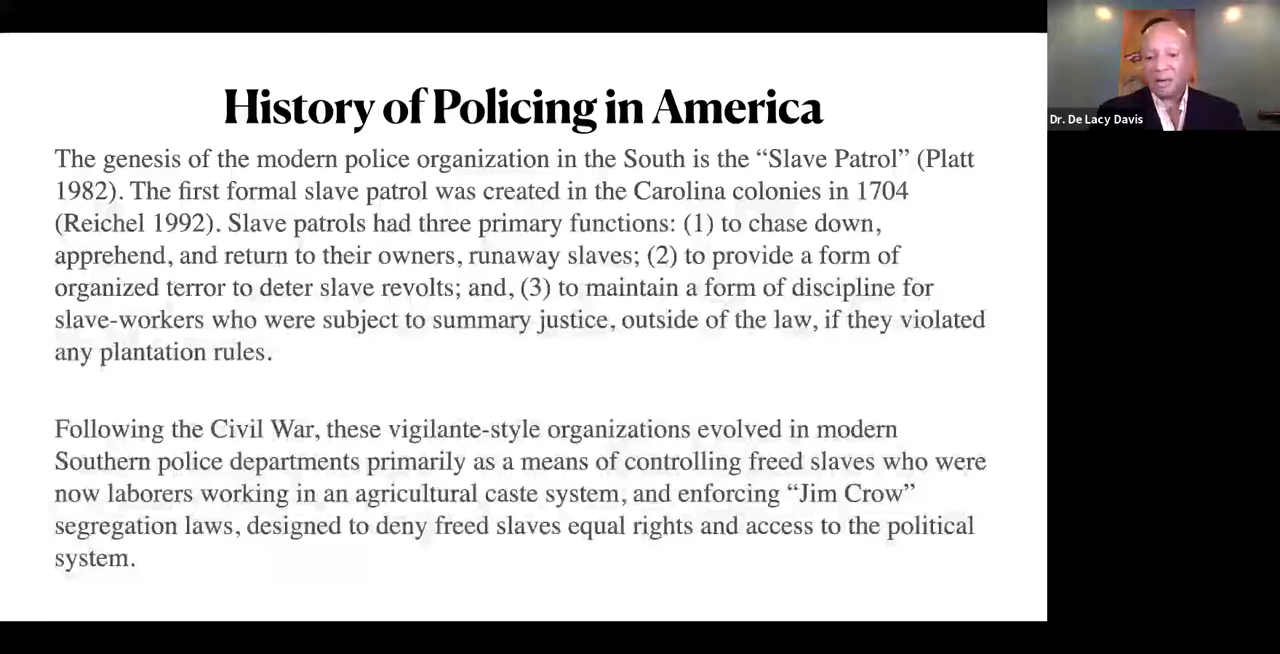 History of Policing in America
The genesis of the modern police organization in the South is the “Slave Patrol” (Platt
1982). The first formal slave patrol was created in the Carolina colonies in 1704
(Reichel 1992). Slave patrols had three primary functions: (1) to chase down,
apprehend, and return to their owners, runaway slaves; (2) to provide a form of
organized terror to deter slave revolts; and, (3) to maintain a form of discipline for
slave-workers who were subject to summary justice, outside of the law, if they violated
any plantation rules.
Following the Civil War, these vigilante-style organizations evolved in modern
Southern police departments primarily as a means of controlling freed slaves who were
now laborers working in an agricultural caste system, and enforcing “Jim Crow”
segregation laws, designed to deny freed slaves equal rights and access to the political
system.
Dr. De Lacy Davis